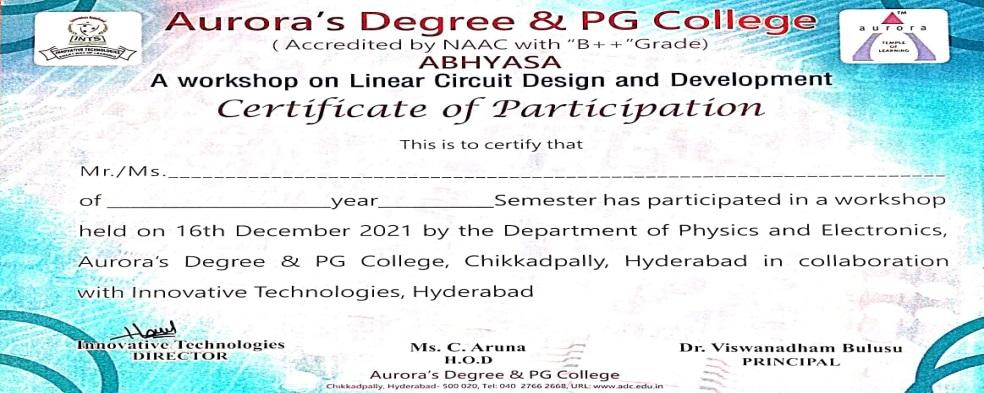 Aurora's Degree & PG College
(Accredited by NAAC with "B++"Grade)
ABHYASA
A workshop on Linear Circuit Design and Development
Certificate of Participation
This is to certify that
Mr./Ms.
of year Semester has participated in a workshop
held on 16th December 2021 by the Department of Physics and Electronics,
Aurora's Degree & PG College, Chikkadpally, Hyderabad in collaboration
with Innovative Technologies, Hyderabad
Innovative Technologies
DIRECTOR
Ms. C. Aruna
H.O.D
Dr. Viswanadham Bulusu
PRINCIPAL
Aurora's Degree & PG College
Chikkadpally, Hyderabad- 500 020, Tel: 040 2766 2668, URL: www.adc.edu.in
INTS
INNOVATIVE TECHNOLOGIES
TM
aurora
TEMPLE
OF
LEARNING